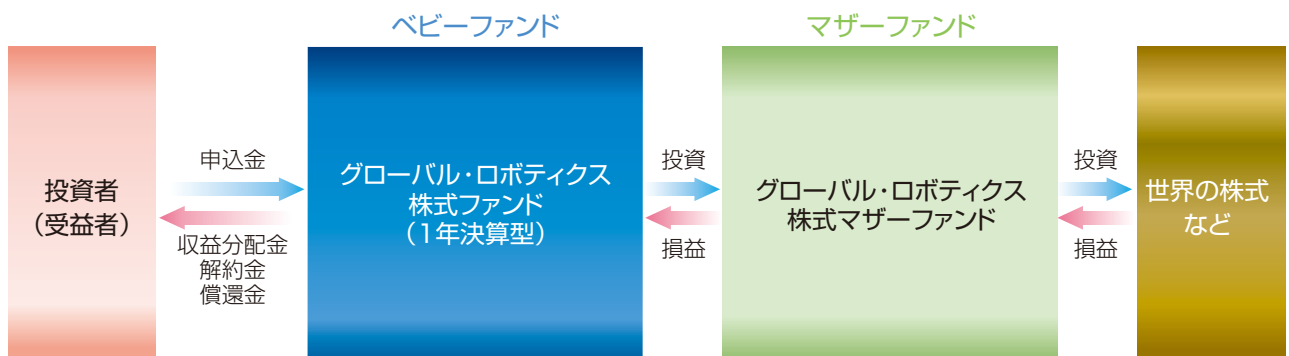 ベビーファンド
マザーファンド
投資者
（受益者）
申込金
収益分配金
解約金
償還金
グローバル・ロボティクス
株式ファンド
（1年決算型）
投資
損益
グローバル・ロボティクス
株式マザーファンド
投資
損益
世界の株式
など